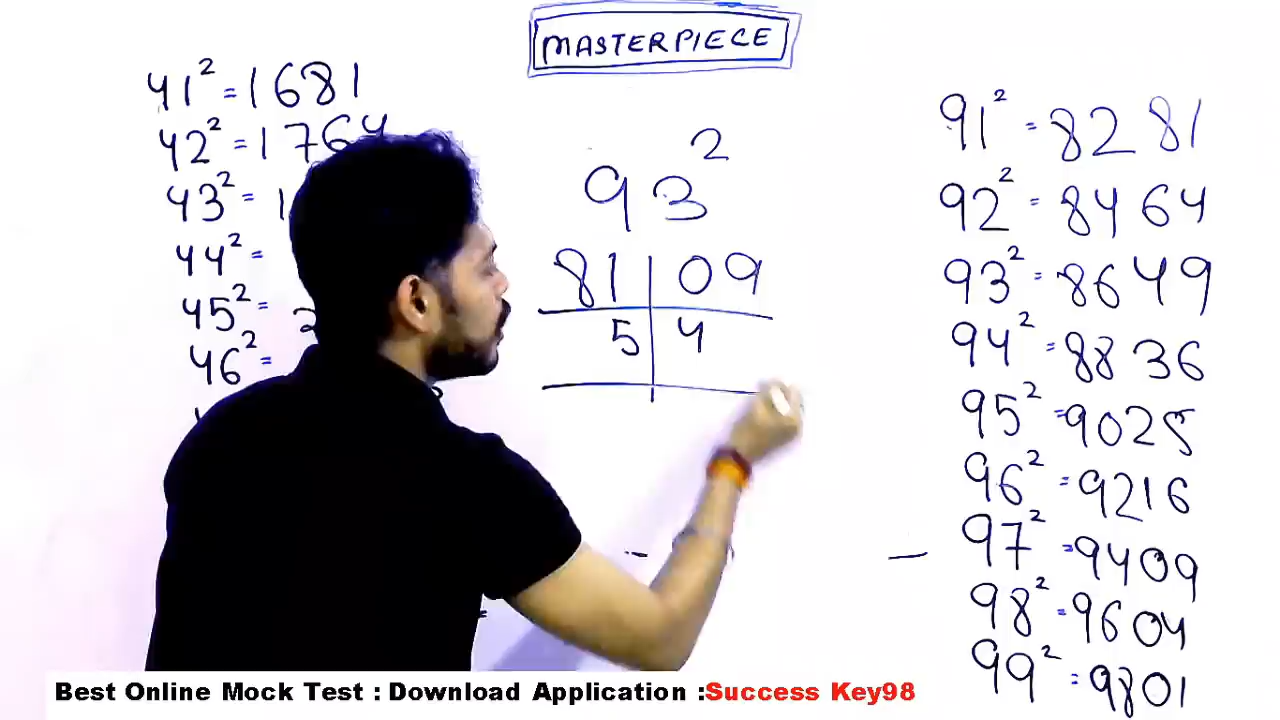 MASTERPIECE
41² = 1681
42² = 1764
43² = 1
44² =
45² = 2
46² =
93²
81 | 09
5 | 4
91² = 8281
92² = 8464
93² = 8649
94² = 8836
95² = 9025
96² = 9216
97² = 9409
98² = 9604
99² = 9801
Best Online Mock Test : Download Application :Success Key98